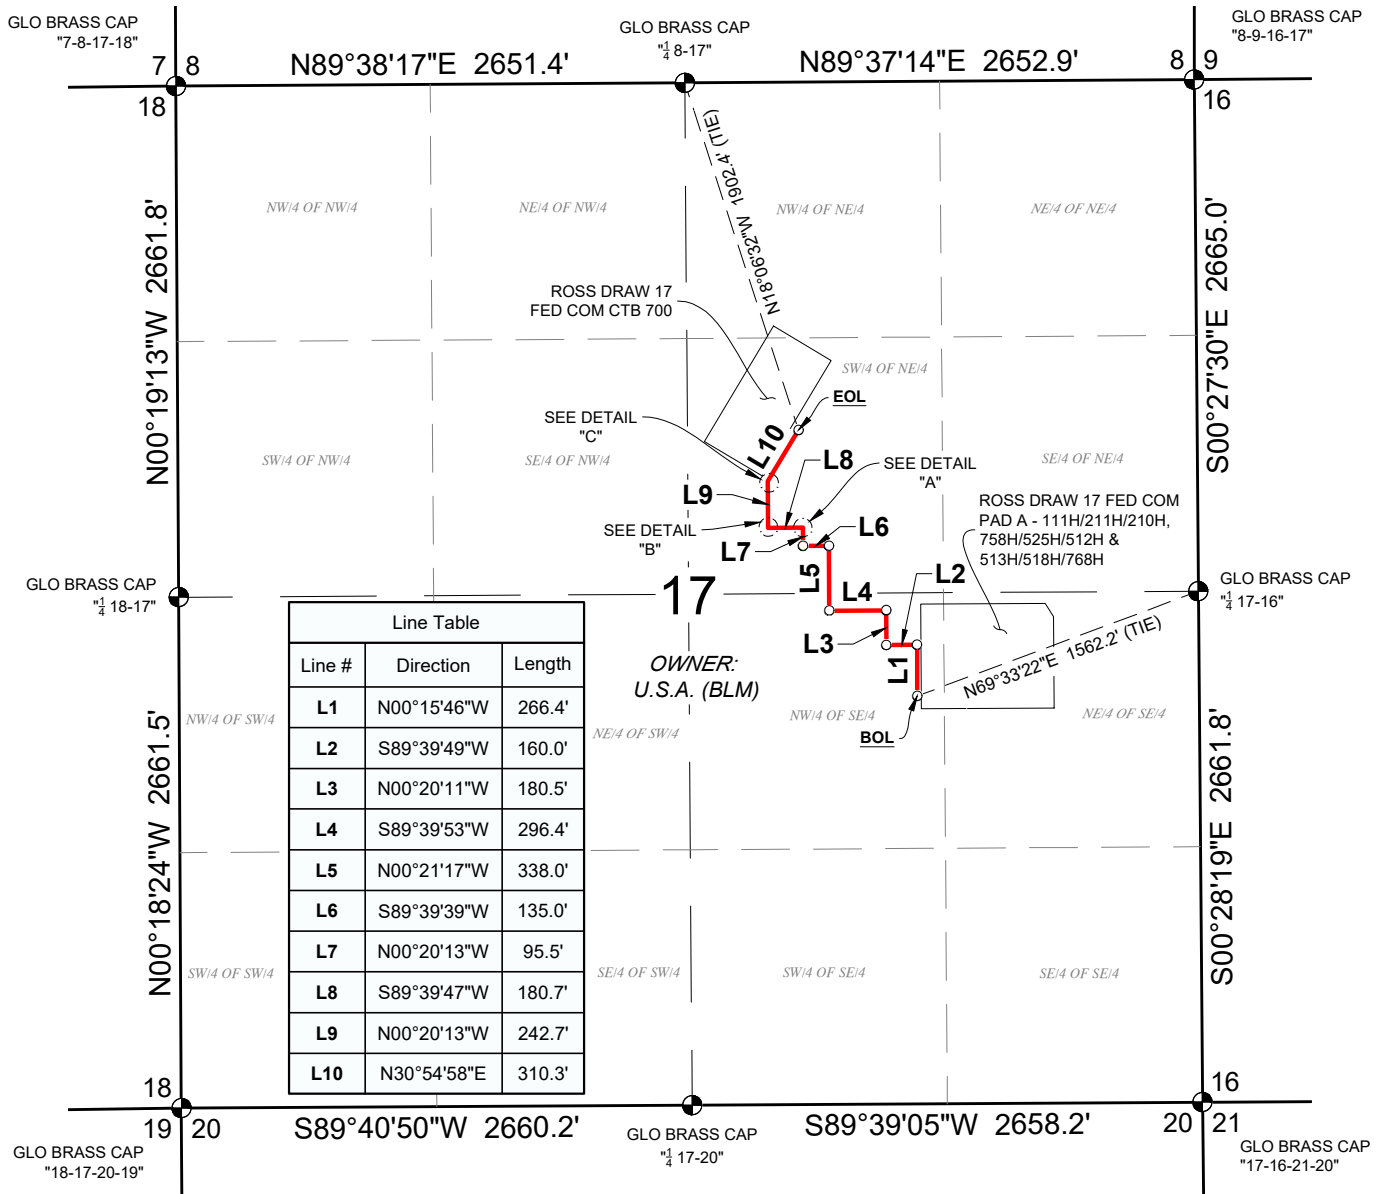 GLO BRASS CAP
"7-8-17-18"
GLO BRASS CAP
"1/4 8-17"
GLO BRASS CAP
"8-9-16-17"
7 8
18
N89°38'17"E 2651.4'
N89°37'14"E 2652.9'
8 9
16
N00°19'13"W 2661.8'
S00°27'30"E 2665.0'
N18°06'32"W 1902.4' (TIE)
NW/4 OF NW/4
NE/4 OF NW/4
NW/4 OF NE/4
NE/4 OF NE/4
ROSS DRAW 17
FED COM CTB 700
SW/4 OF NE/4
EOL
SEE DETAIL
"C"
L10
L8
SW/4 OF NW/4
SE/4 OF NW/4
SE/4 OF NE/4
SEE DETAIL
"A"
L9
ROSS DRAW 17 FED COM
PAD A - 111H/211H/210H,
758H/525H/512H &
513H/518H/768H
SEE DETAIL
"B"
L7
L6
L5
L2
L4
L3
L1
GLO BRASS CAP
"1/4 18-17"
17
GLO BRASS CAP
"1/4 17-16"
N69°33'22"E 1562.2' (TIE)
OWNER:
U.S.A. (BLM)
NW/4 OF SW/4
NE/4 OF SW/4
NW/4 OF SE/4
NE/4 OF SE/4
BOL
Line Table
Line # Direction Length
L1 N00°15'46"W 266.4'
L2 S89°39'49"W 160.0'
L3 N00°20'11"W 180.5'
L4 S89°39'53"W 296.4'
L5 N00°21'17"W 338.0'
L6 S89°39'39"W 135.0'
L7 N00°20'13"W 95.5'
L8 S89°39'47"W 180.7'
L9 N00°20'13"W 242.7'
L10 N30°54'58"E 310.3'
N00°18'24"W 2661.5'
S00°28'19"E 2661.8'
SW/4 OF SW/4
SE/4 OF SW/4
SW/4 OF SE/4
SE/4 OF SE/4
18
19 20
S89°40'50"W 2660.2'
S89°39'05"W 2658.2'
16
20 21
GLO BRASS CAP
"18-17-20-19"
GLO BRASS CAP
"1/4 17-20"
GLO BRASS CAP
"17-16-21-20"